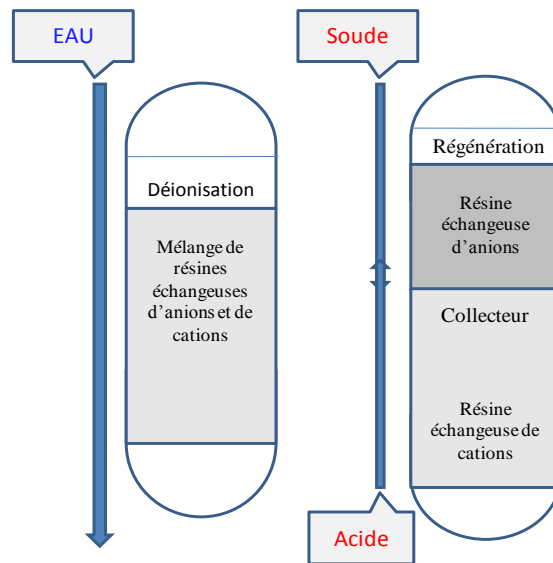 EAU
Soude
Déionisation
Mélange de
résines
échangeuses
d'anions et de
cations
Régénération
Résine
échangeuse
d'anions
Collecteur
Résine
échangeuse de
cations
Acide